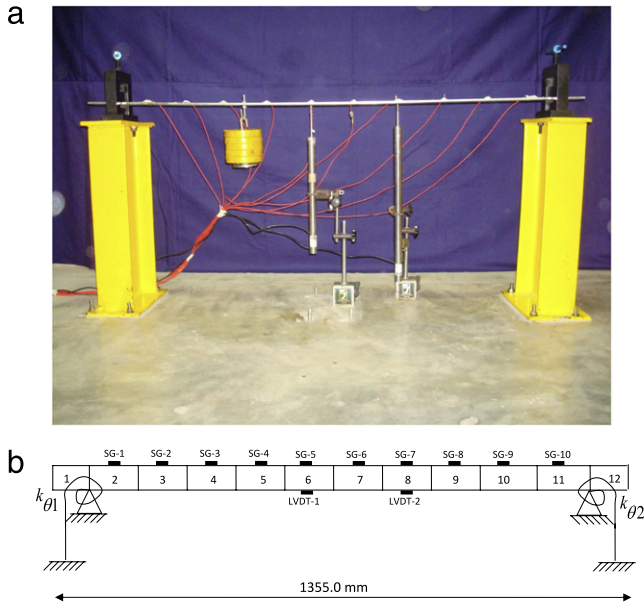 a
b
SG-1 SG-2 SG-3 SG-4 SG-5 SG-6 SG-7 SG-8 SG-9 SG-10
1 2 3 4 5 6 7 8 9 10 11 12
kθ1 LVDT-1 LVDT-2 kθ2
1355.0 mm